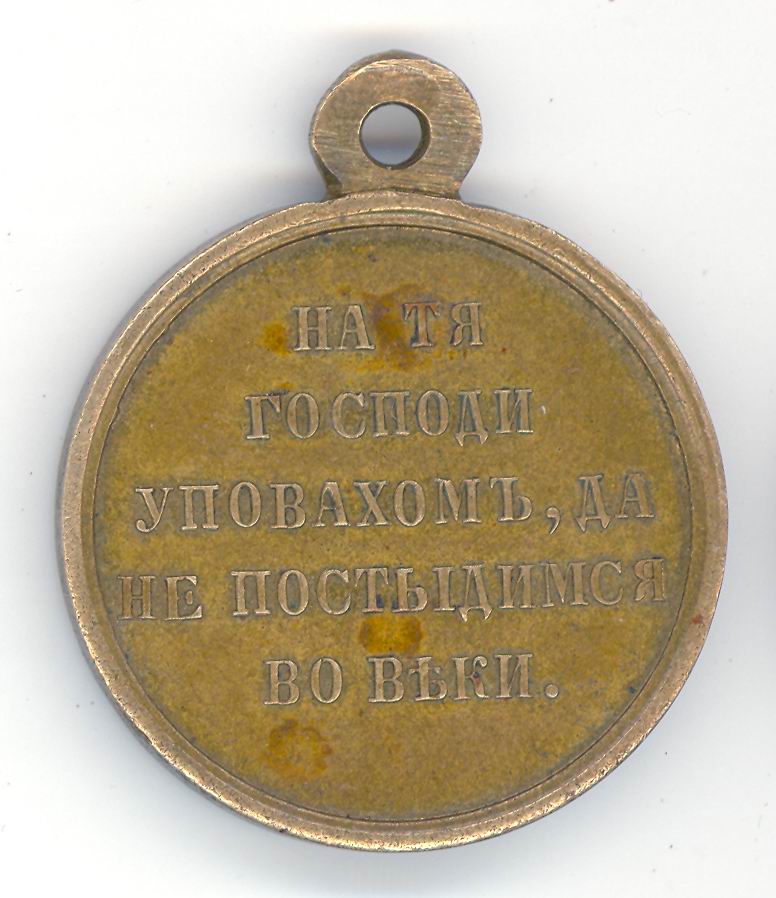 НА ТЯ
ГОСПОДИ
УПОВАХОМЪ, ДА
НЕ ПОСТЫДИМСЯ
ВО ВѢКИ.